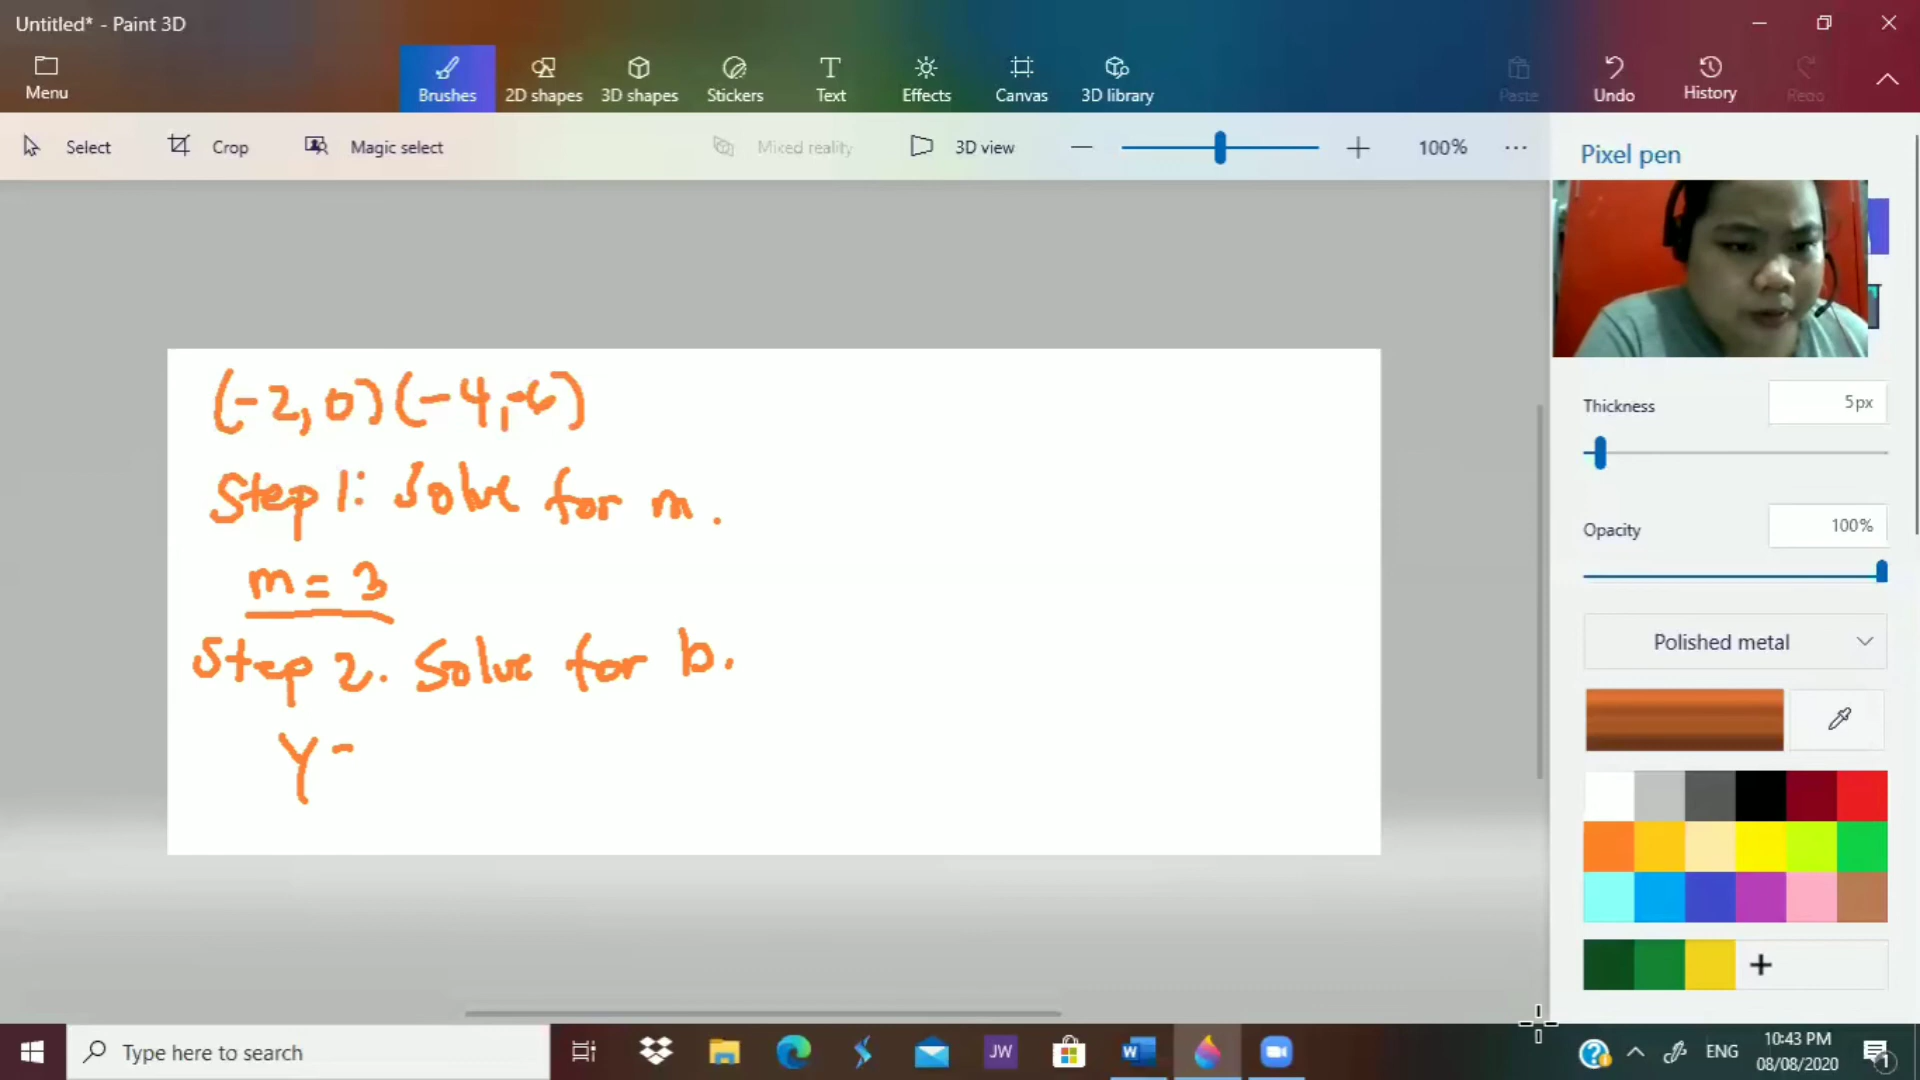 Untitled* - Paint 3D
Menu
Brushes
2D shapes
3D shapes
Stickers
Text
Effects
Canvas
3D library
Paste
Undo
History
Redo
Select
Crop
Magic select
Mixed reality
3D view
100%
Pixel pen
(-2,0)(-4,-6)
Step 1: Solve for m.
m = 3
Step 2. Solve for b.
Y -
Thickness
5px
Opacity
100%
Polished metal
Type here to search
JW
W
ENG
10:43 PM
08/08/2020
1